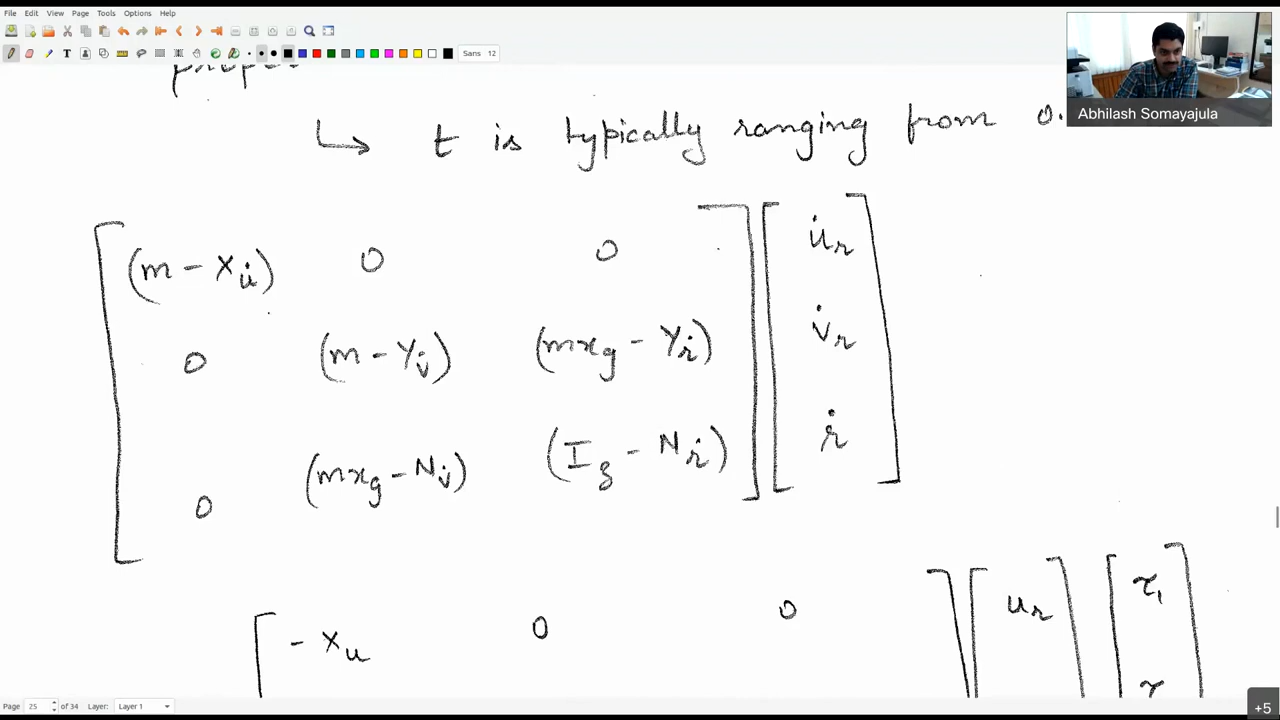 File Edit View Page Tools Options Help
T Sans 12
Abhilash Somayajula
↳ t is typically ranging from 0.
(m - X_u̇) 0 0 u̇_r
0 (m - Y_v̇) (mx_g - Y_ṙ) v̇_r
0 (mx_g - N_v̇) (I_z - N_ṙ) ṙ
- X_u 0 0 u_r τ_1
τ
Page 25 of 34 Layer: Layer 1
+5